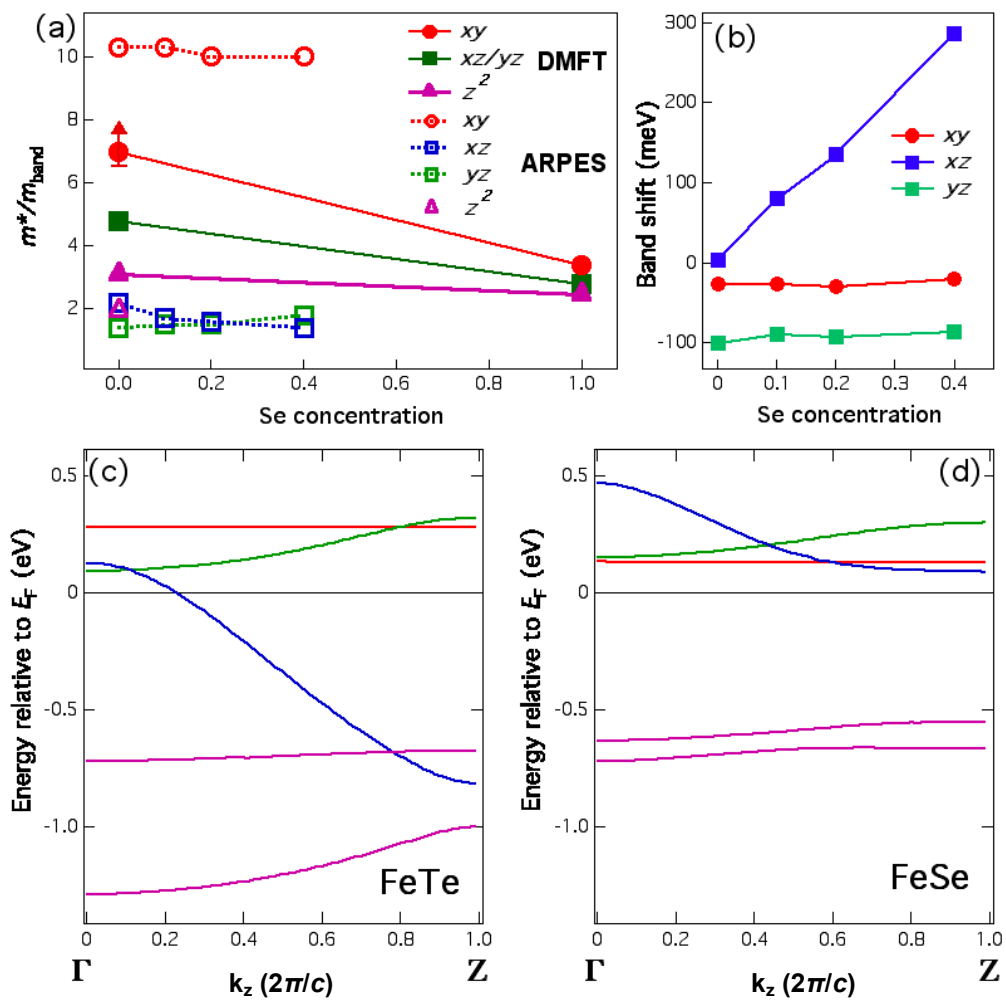 (a)
xy
xz/yz DMFT
z²
xy
xz ARPES
yz
z²
m*/m_band
10
8
6
4
2
0.0 0.2 0.4 0.6 0.8 1.0
Se concentration
(b)
xy
xz
yz
Band shift (meV)
300
200
100
0
-100
0 0.1 0.2 0.3 0.4
Se concentration
(c)
Energy relative to E_F (eV)
0.5
0
-0.5
-1.0
FeTe
0 0.2 0.4 0.6 0.8 1.0
Γ Z
k_z (2π/c)
(d)
Energy relative to E_F (eV)
0.5
0
-0.5
-1.0
FeSe
0 0.2 0.4 0.6 0.8 1.0
Γ Z
k_z (2π/c)